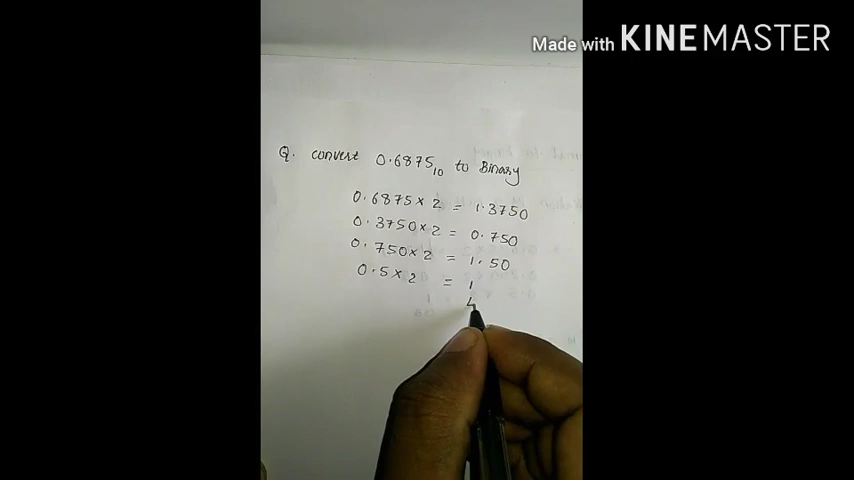 Made with KINEMASTER
Q. convert 0.6875₁₀ to Binary
0.6875 × 2 = 1.3750
0.3750 × 2 = 0.750
0.750 × 2 = 1.50
0.5 × 2 = 1